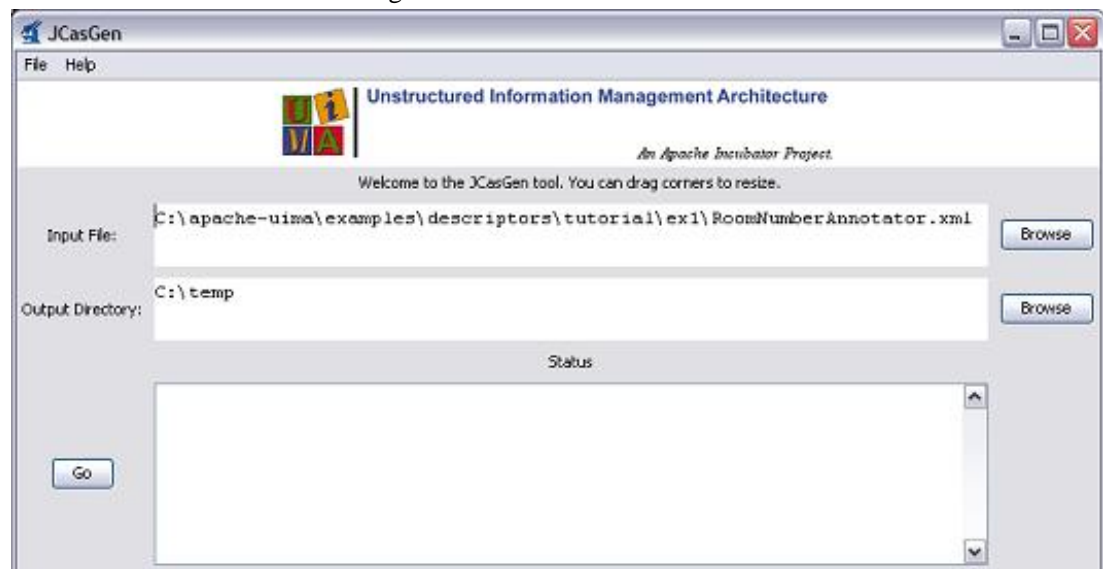 JCasGen
File Help
UIMA
Unstructured Information Management Architecture
An Apache Incubator Project.
Welcome to the JCasGen tool. You can drag corners to resize.
Input File:
C:\apache-uima\examples\descriptors\tutorial\ex1\RoomNumberAnnotator.xml
Browse
Output Directory:
C:\temp
Browse
Status
Go